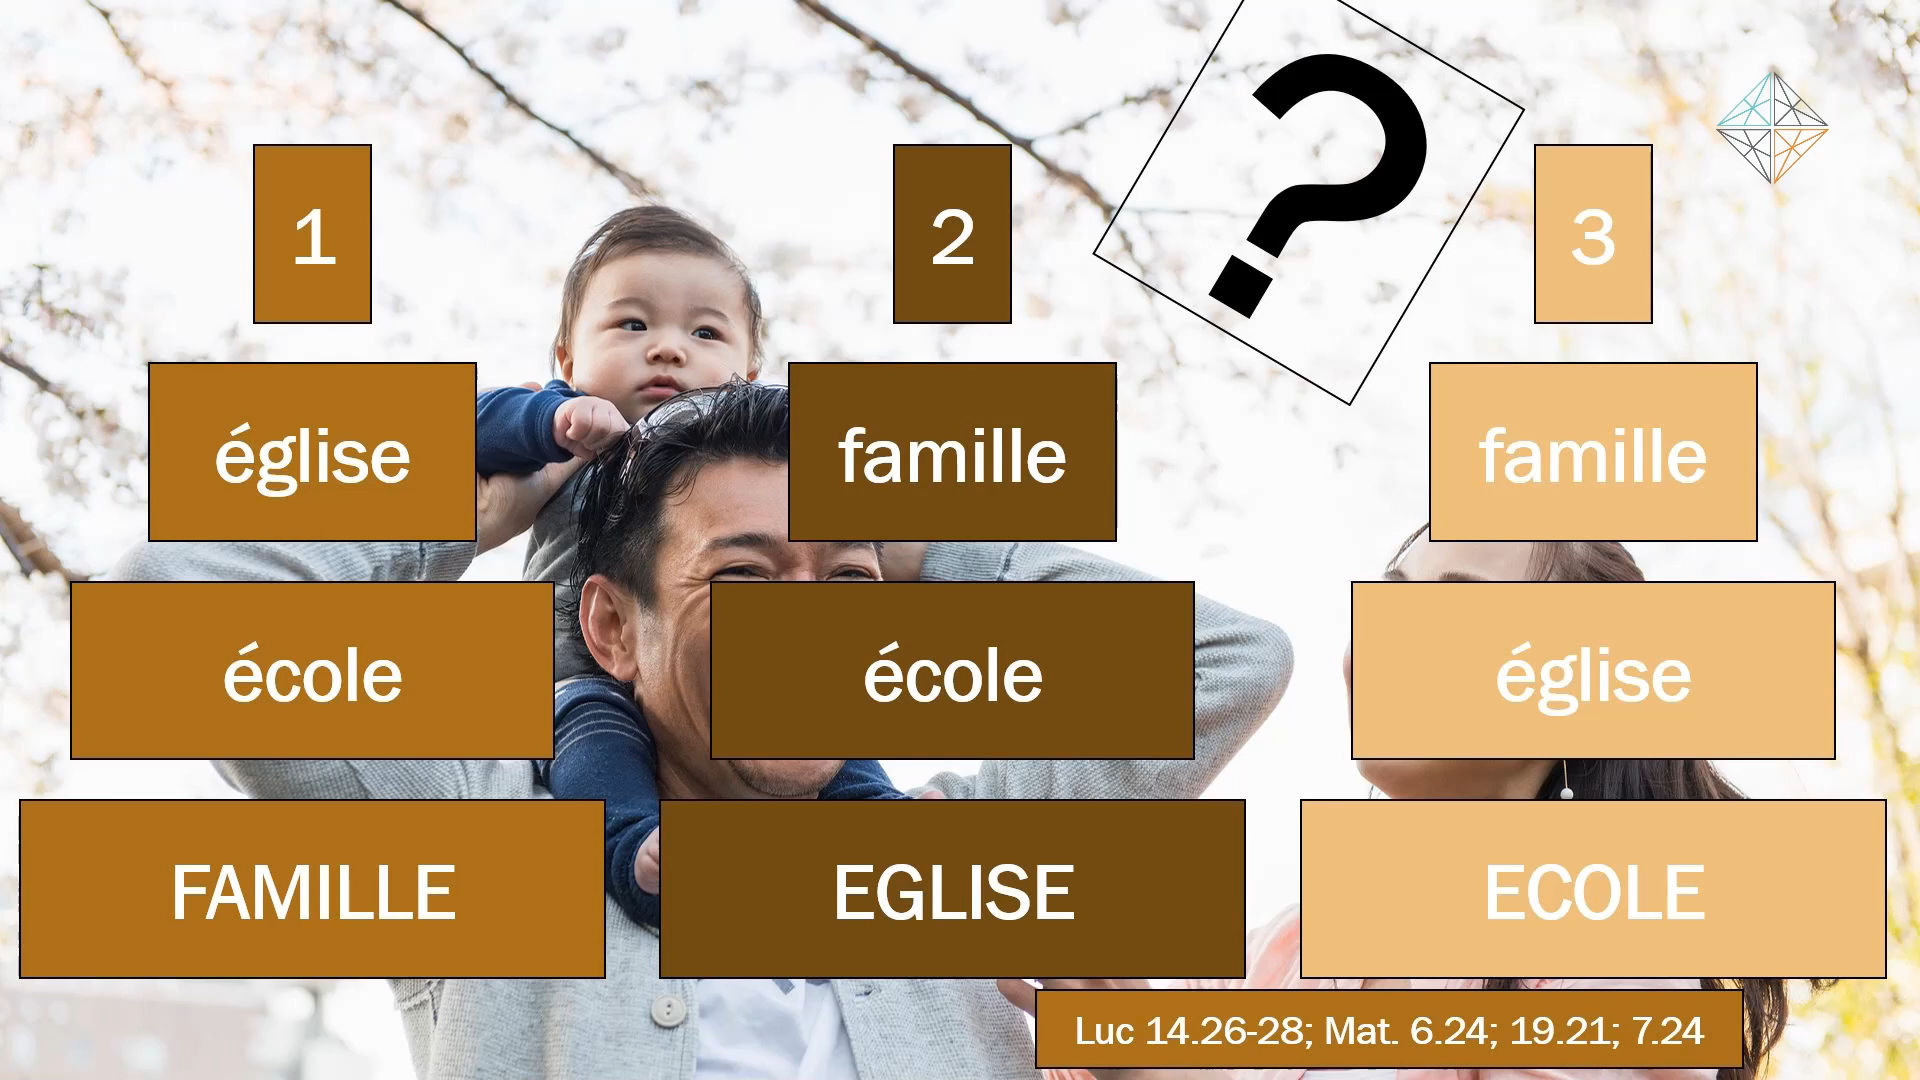 ?
1
2
3
église
famille
famille
école
école
église
FAMILLE
EGLISE
ECOLE
Luc 14.26-28; Mat. 6.24; 19.21; 7.24